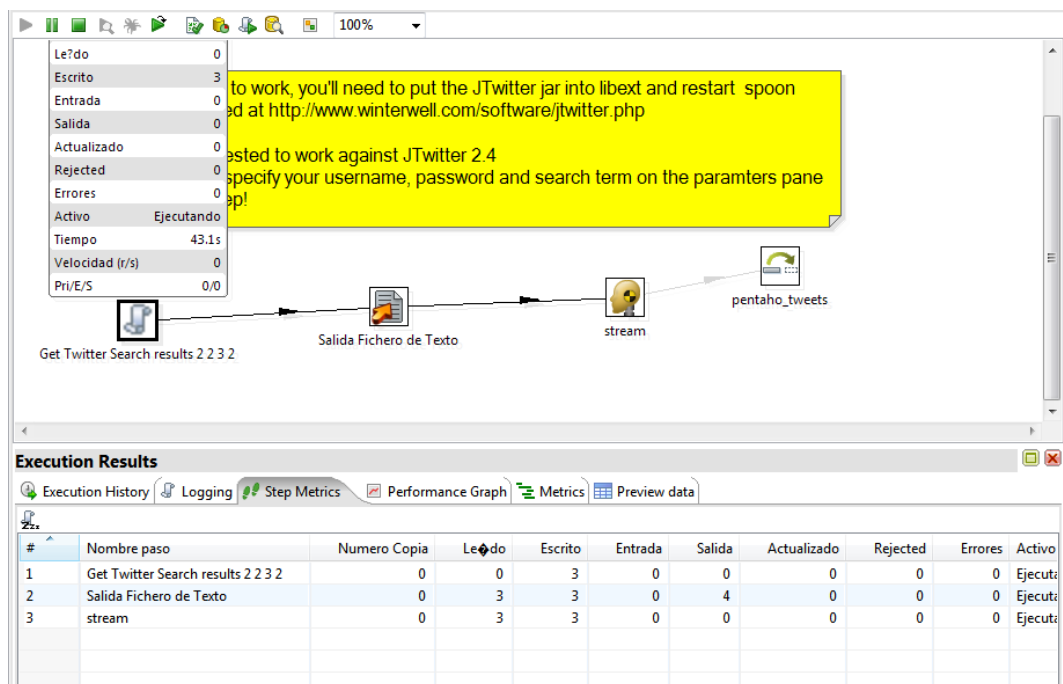 100%
Le?do 0
Escrito 3
Entrada 0
Salida 0
Actualizado 0
Rejected 0
Errores 0
Activo Ejecutando
Tiempo 43.1s
Velocidad (r/s) 0
Pri/E/S 0/0
to work, you'll need to put the JTwitter jar into libext and restart spoon
ed at http://www.winterwell.com/software/jtwitter.php
ested to work against JTwitter 2.4
specify your username, password and search term on the paramters pane
ep!
pentaho_tweets
stream
Salida Fichero de Texto
Get Twitter Search results 2 2 3 2
Execution Results
Execution History Logging Step Metrics Performance Graph Metrics Preview data
# Nombre paso Numero Copia Le�do Escrito Entrada Salida Actualizado Rejected Errores Activo
1 Get Twitter Search results 2 2 3 2 0 0 3 0 0 0 0 0 Ejecuta
2 Salida Fichero de Texto 0 3 3 0 4 0 0 0 Ejecuta
3 stream 0 3 3 0 0 0 0 0 Ejecuta